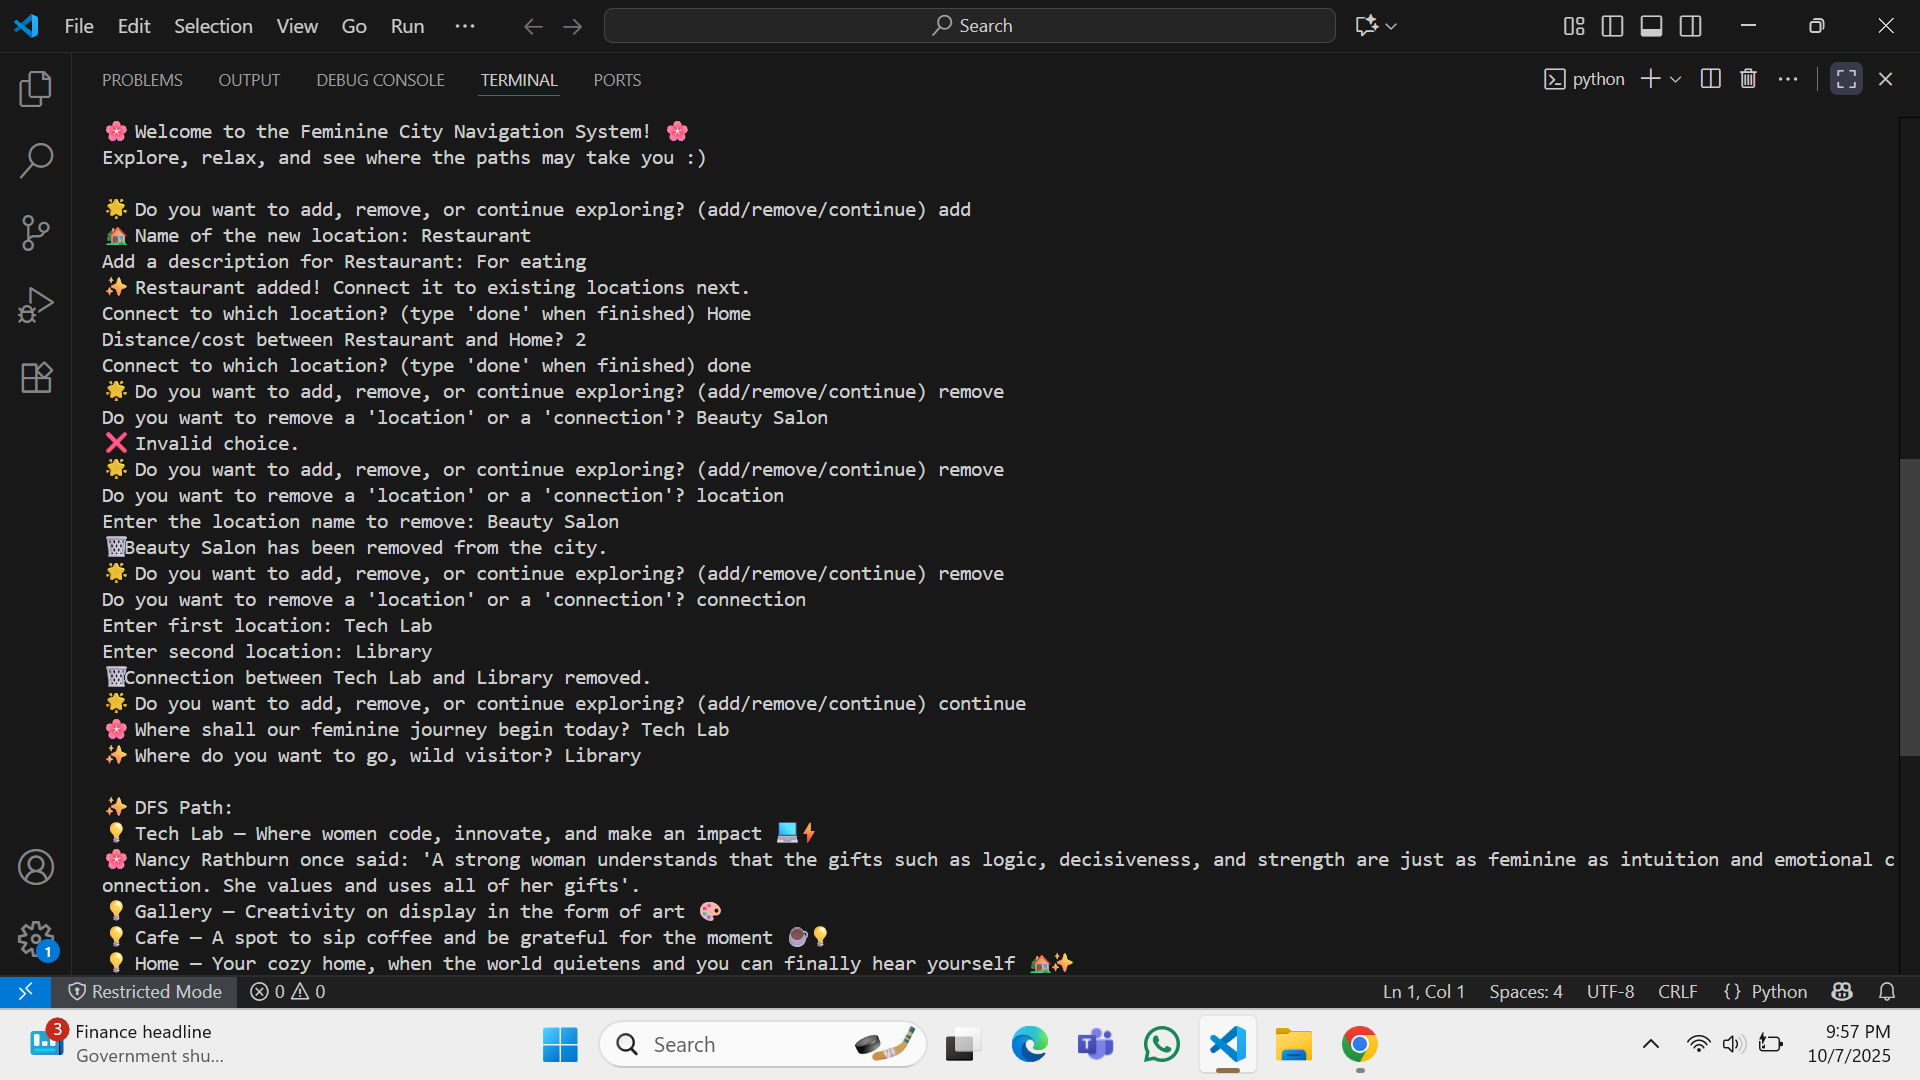 File Edit Selection View Go Run ··· Search
PROBLEMS OUTPUT DEBUG CONSOLE TERMINAL PORTS python
🌸 Welcome to the Feminine City Navigation System! 🌸
Explore, relax, and see where the paths may take you :)
🌟 Do you want to add, remove, or continue exploring? (add/remove/continue) add
🏡 Name of the new location: Restaurant
Add a description for Restaurant: For eating
✨ Restaurant added! Connect it to existing locations next.
Connect to which location? (type 'done' when finished) Home
Distance/cost between Restaurant and Home? 2
Connect to which location? (type 'done' when finished) done
🌟 Do you want to add, remove, or continue exploring? (add/remove/continue) remove
Do you want to remove a 'location' or a 'connection'? Beauty Salon
❌ Invalid choice.
🌟 Do you want to add, remove, or continue exploring? (add/remove/continue) remove
Do you want to remove a 'location' or a 'connection'? location
Enter the location name to remove: Beauty Salon
🗑️Beauty Salon has been removed from the city.
🌟 Do you want to add, remove, or continue exploring? (add/remove/continue) remove
Do you want to remove a 'location' or a 'connection'? connection
Enter first location: Tech Lab
Enter second location: Library
🗑️Connection between Tech Lab and Library removed.
🌟 Do you want to add, remove, or continue exploring? (add/remove/continue) continue
🌸 Where shall our feminine journey begin today? Tech Lab
✨ Where do you want to go, wild visitor? Library
✨ DFS Path:
💡 Tech Lab — Where women code, innovate, and make an impact 💻⚡
🌸 Nancy Rathburn once said: 'A strong woman understands that the gifts such as logic, decisiveness, and strength are just as feminine as intuition and emotional c
onnection. She values and uses all of her gifts'.
💡 Gallery — Creativity on display in the form of art 🎨
💡 Cafe — A spot to sip coffee and be grateful for the moment ☕💡
💡 Home — Your cozy home, when the world quietens and you can finally hear yourself 🏡✨
1
Restricted Mode 0 0 Ln 1, Col 1 Spaces: 4 UTF-8 CRLF {} Python
3 Finance headline
Government shu...
Search
9:57 PM
10/7/2025